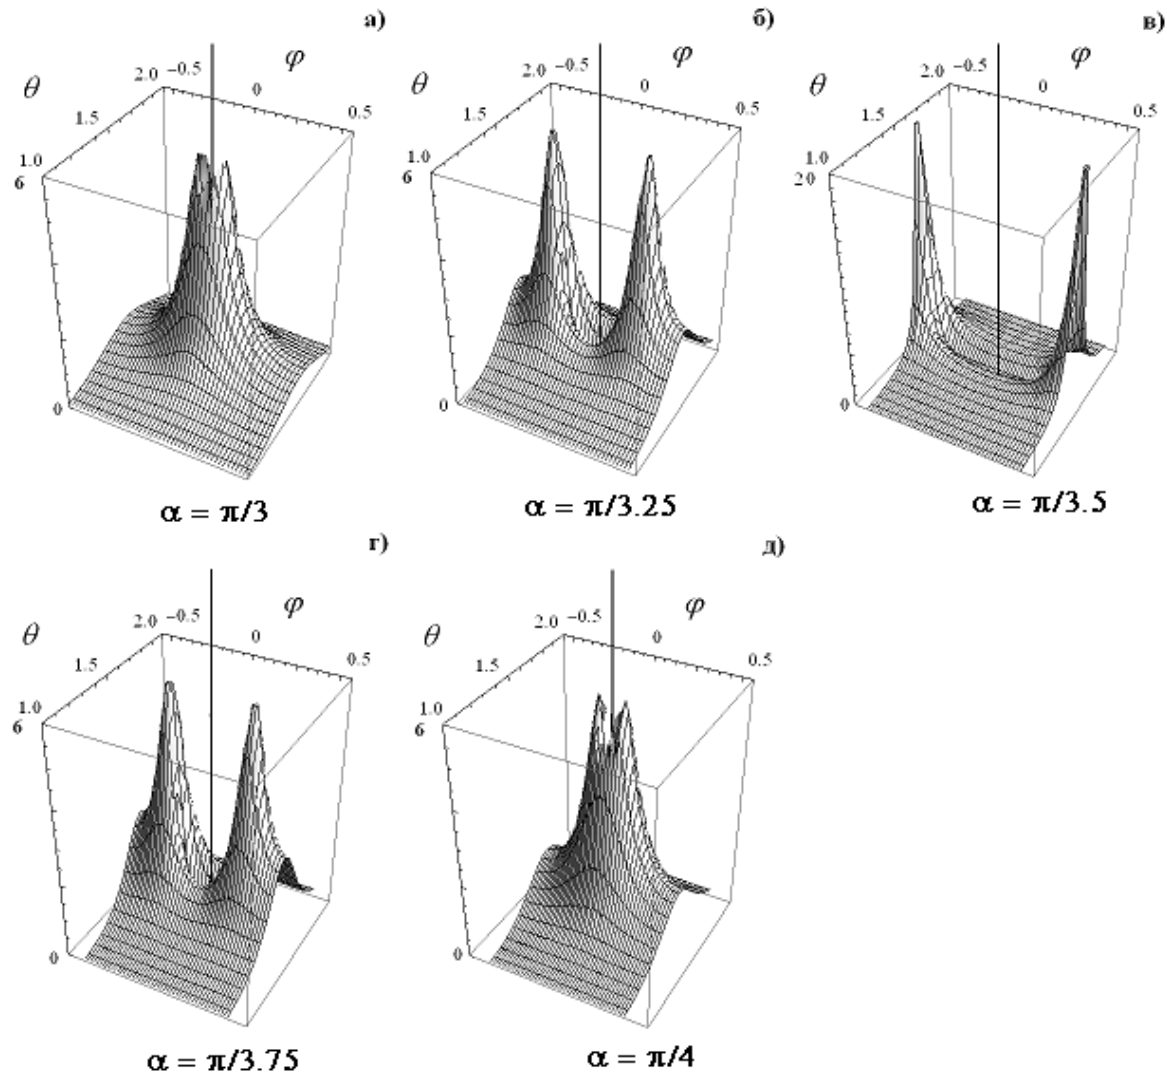 а) б) в)
θ 2.0 −0.5 φ 0 0.5 1.5 1.0 6 0
θ 2.0 −0.5 φ 0 0.5 1.5 1.0 6 0
θ 2.0 −0.5 φ 0 0.5 1.5 1.0 20 0
α = π/3 α = π/3.25 α = π/3.5
г) д)
θ 2.0 −0.5 φ 0 0.5 1.5 1.0 6 0
θ 2.0 −0.5 φ 0 0.5 1.5 1.0 6 0
α = π/3.75 α = π/4